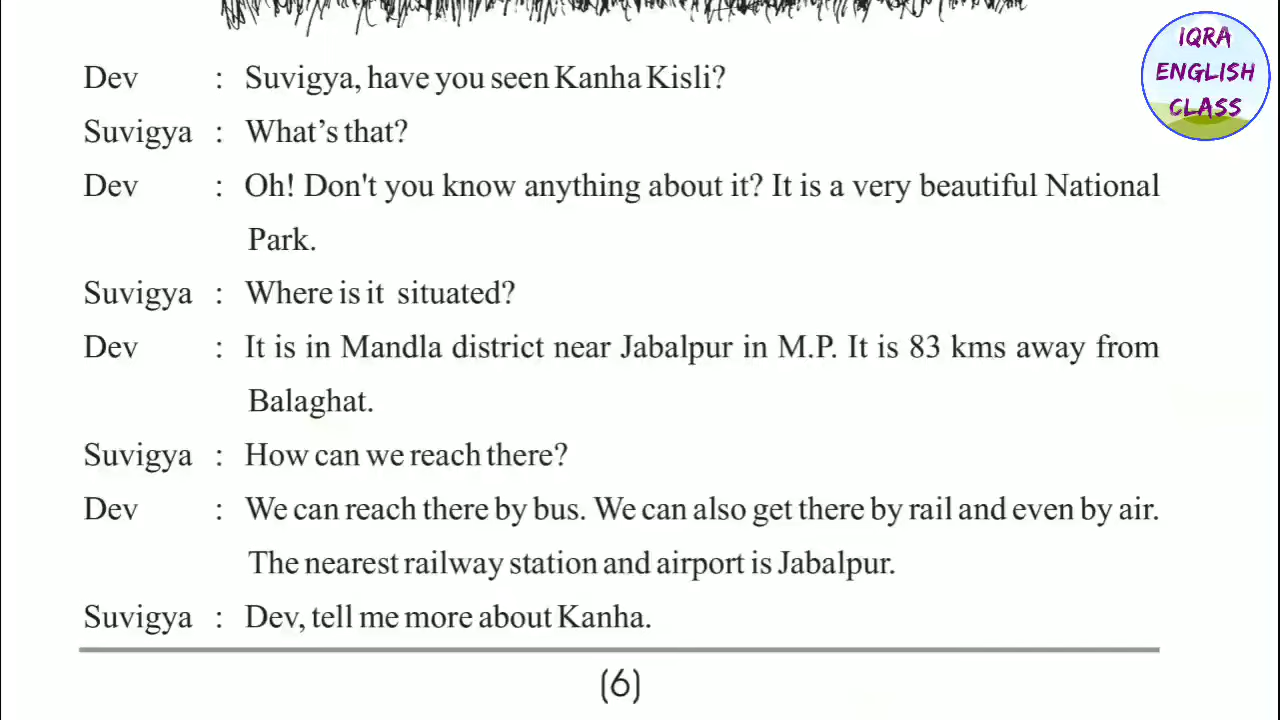 IQRA
ENGLISH
CLASS
Dev : Suvigya, have you seen Kanha Kisli?
Suvigya : What's that?
Dev : Oh! Don't you know anything about it? It is a very beautiful National
Park.
Suvigya : Where is it situated?
Dev : It is in Mandla district near Jabalpur in M.P. It is 83 kms away from
Balaghat.
Suvigya : How can we reach there?
Dev : We can reach there by bus. We can also get there by rail and even by air.
The nearest railway station and airport is Jabalpur.
Suvigya : Dev, tell me more about Kanha.
(6)